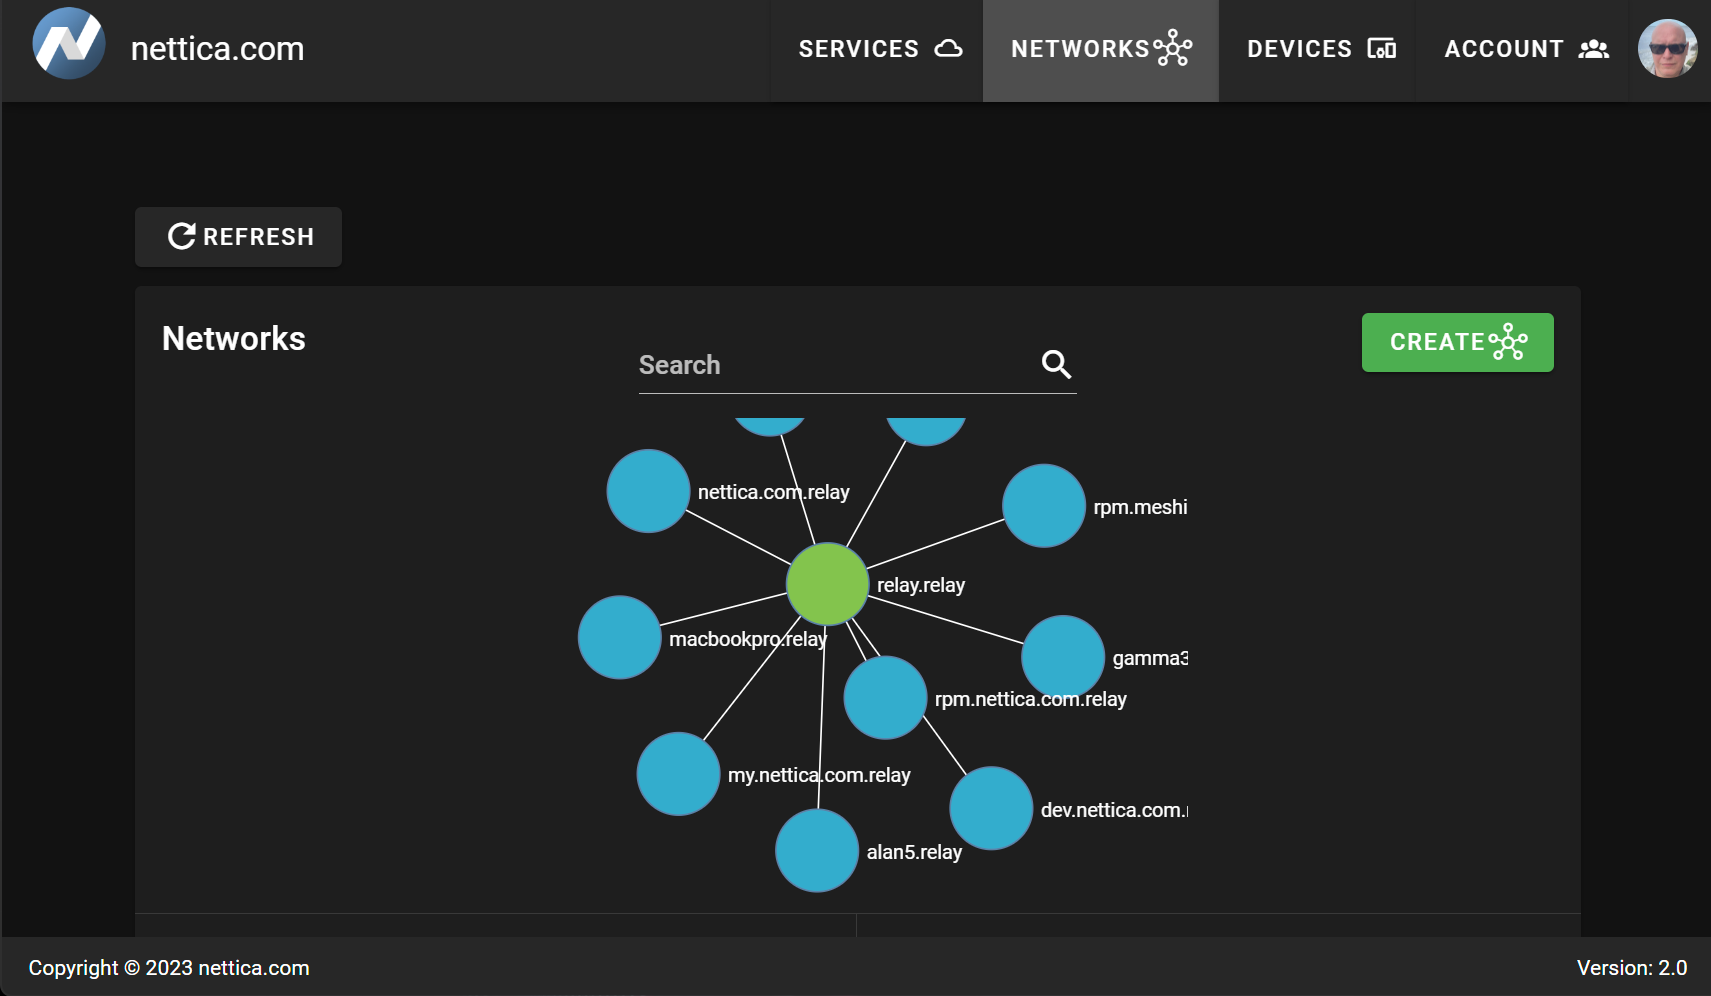 nettica.com
SERVICES
NETWORKS
DEVICES
ACCOUNT
REFRESH
Networks
Search
CREATE
nettica.com.relay
rpm.meshi
relay.relay
macbookpro.relay
gamma3
rpm.nettica.com.relay
my.nettica.com.relay
dev.nettica.com.
alan5.relay
Copyright © 2023 nettica.com
Version: 2.0